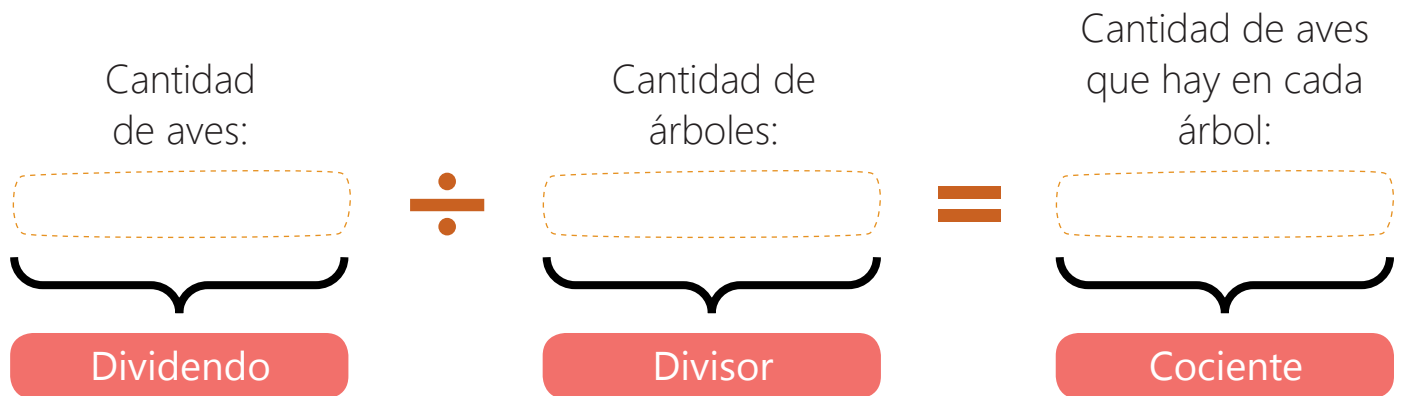 Cantidad
de aves:
Cantidad de
árboles:
Cantidad de aves
que hay en cada
árbol:
÷
=
Dividendo
Divisor
Cociente